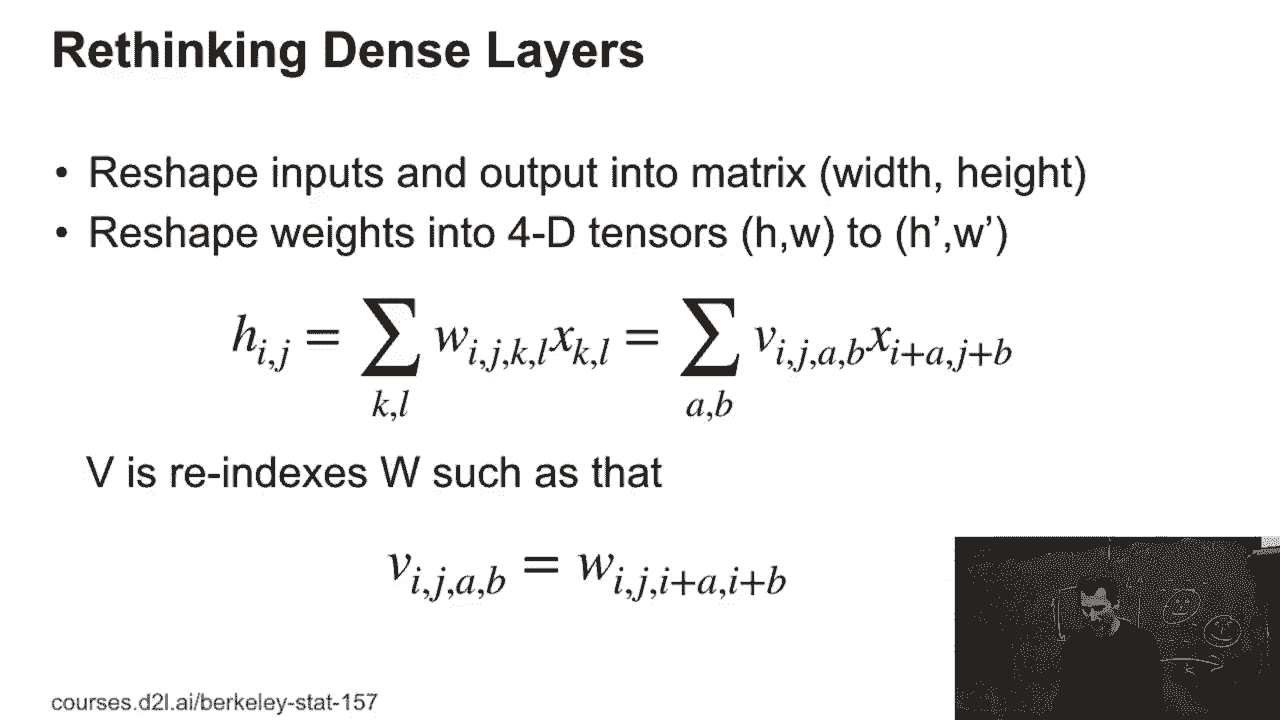 Rethinking Dense Layers
• Reshape inputs and output into matrix (width, height)
• Reshape weights into 4-D tensors (h,w) to (h’,w’)
h_{i,j} = \sum_{k,l} w_{i,j,k,l} x_{k,l} = \sum_{a,b} v_{i,j,a,b} x_{i+a,j+b}
V is re-indexes W such as that
v_{i,j,a,b} = w_{i,j,i+a,i+b}
courses.d2l.ai/berkeley-stat-157